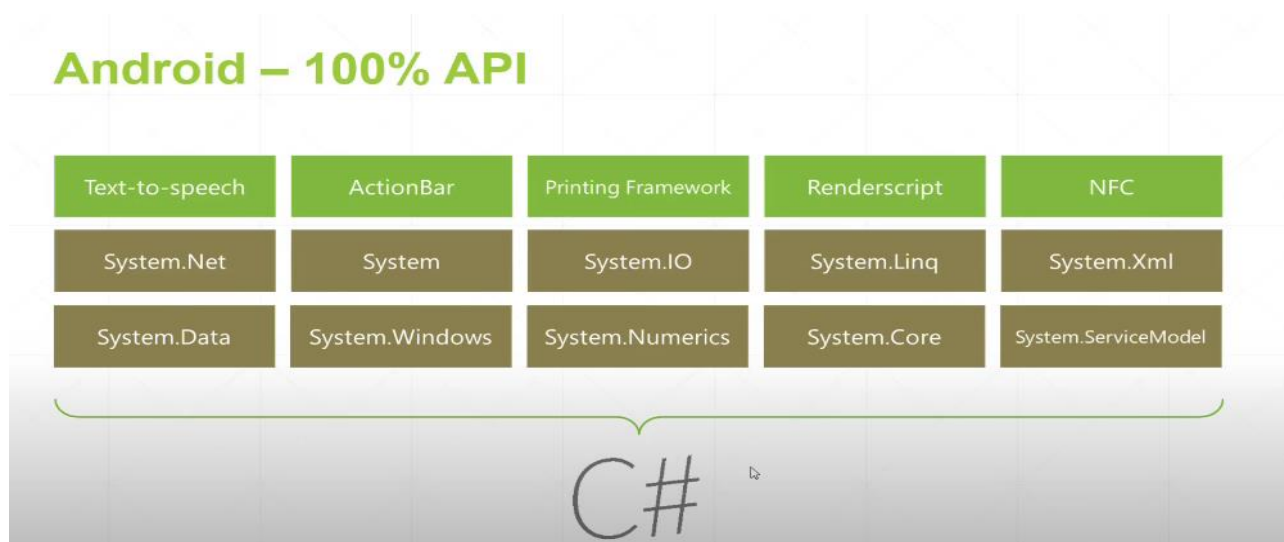 Android – 100% API
Text-to-speech ActionBar Printing Framework Renderscript NFC
System.Net System System.IO System.Linq System.Xml
System.Data System.Windows System.Numerics System.Core System.ServiceModel
C#